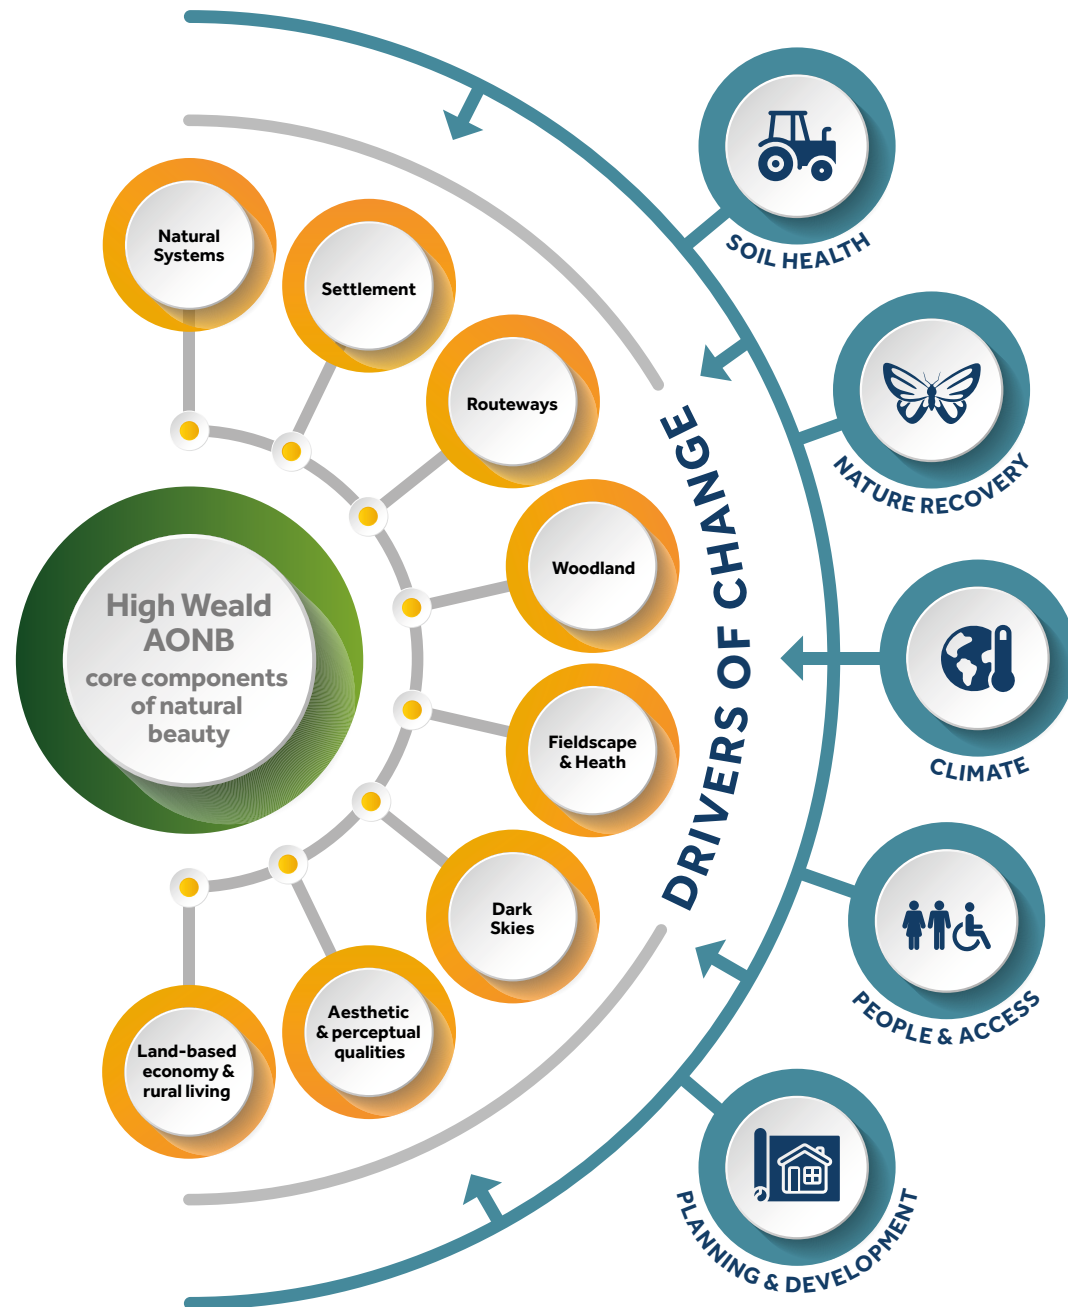 Natural
Systems
Settlement
Routeways
Woodland
Fieldscape
& Heath
Dark
Skies
Aesthetic
& perceptual
qualities
Land-based
economy &
rural living
High Weald
AONB
core components
of natural
beauty
DRIVERS OF CHANGE
SOIL HEALTH
NATURE RECOVERY
CLIMATE
PEOPLE & ACCESS
PLANNING & DEVELOPMENT